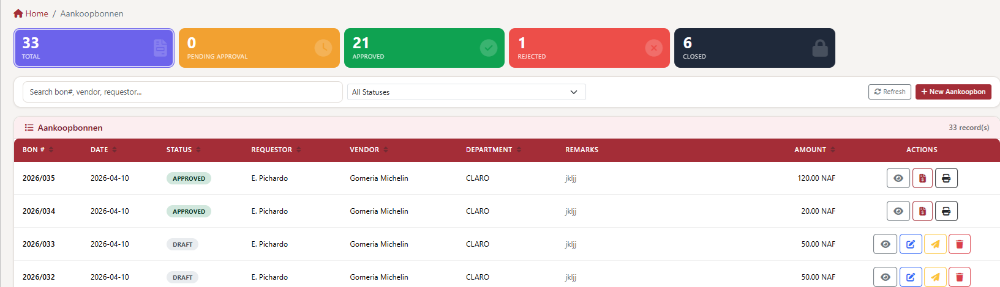 Home / Aankoopbonnen
33
TOTAL
0
PENDING APPROVAL
21
APPROVED
1
REJECTED
6
CLOSED
Search bon#, vendor, requestor...
All Statuses
Refresh
+ New Aankoopbon
Aankoopbonnen
33 record(s)
BON # DATE STATUS REQUESTOR VENDOR DEPARTMENT REMARKS AMOUNT ACTIONS
2026/035 2026-04-10 APPROVED E. Pichardo Gomeria Michelin CLARO jkljj 120.00 NAF
2026/034 2026-04-10 APPROVED E. Pichardo Gomeria Michelin CLARO jkljj 20.00 NAF
2026/033 2026-04-10 DRAFT E. Pichardo Gomeria Michelin CLARO jkljj 50.00 NAF
2026/032 2026-04-10 DRAFT E. Pichardo Gomeria Michelin CLARO jkljj 50.00 NAF